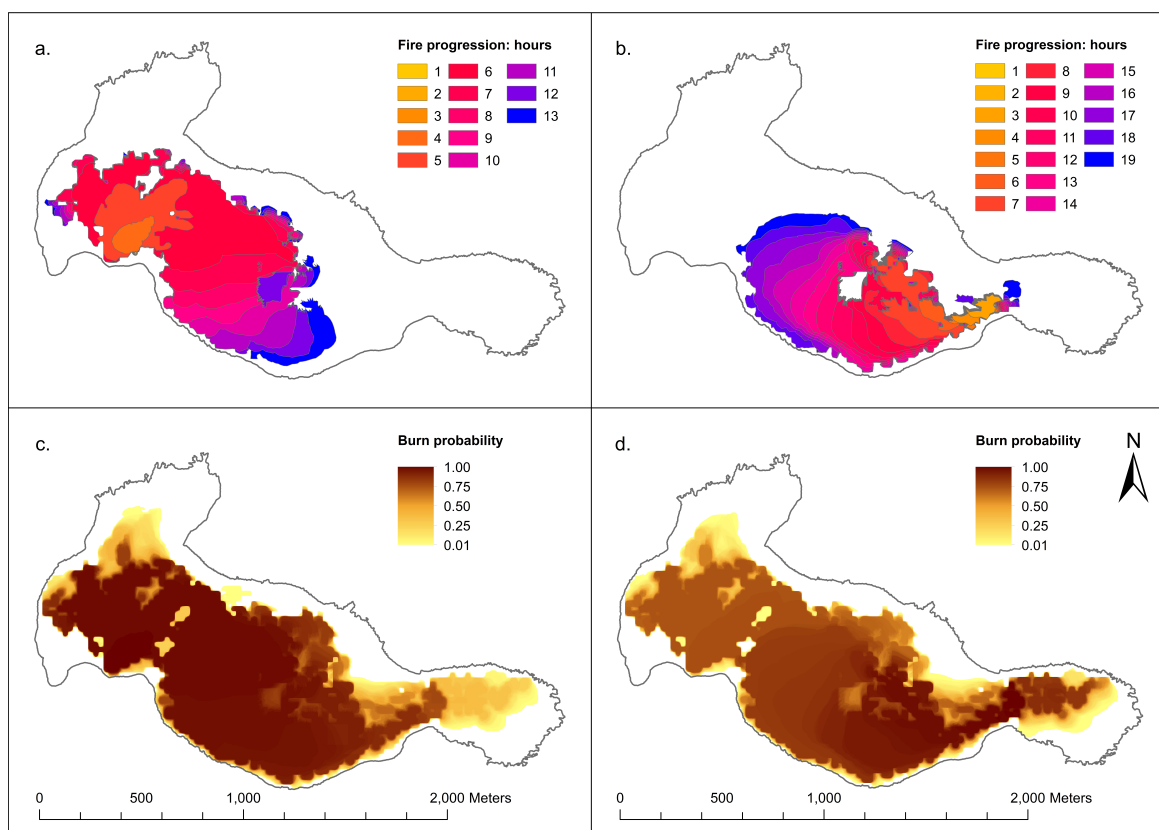 a.
Fire progression: hours
1 6 11
2 7 12
3 8 13
4 9
5 10
b.
Fire progression: hours
1 8 15
2 9 16
3 10 17
4 11 18
5 12 19
6 13
7 14
c.
Burn probability
1.00
0.75
0.50
0.25
0.01
d.
Burn probability
1.00
0.75
0.50
0.25
0.01
N
0 500 1,000 2,000 Meters
0 500 1,000 2,000 Meters